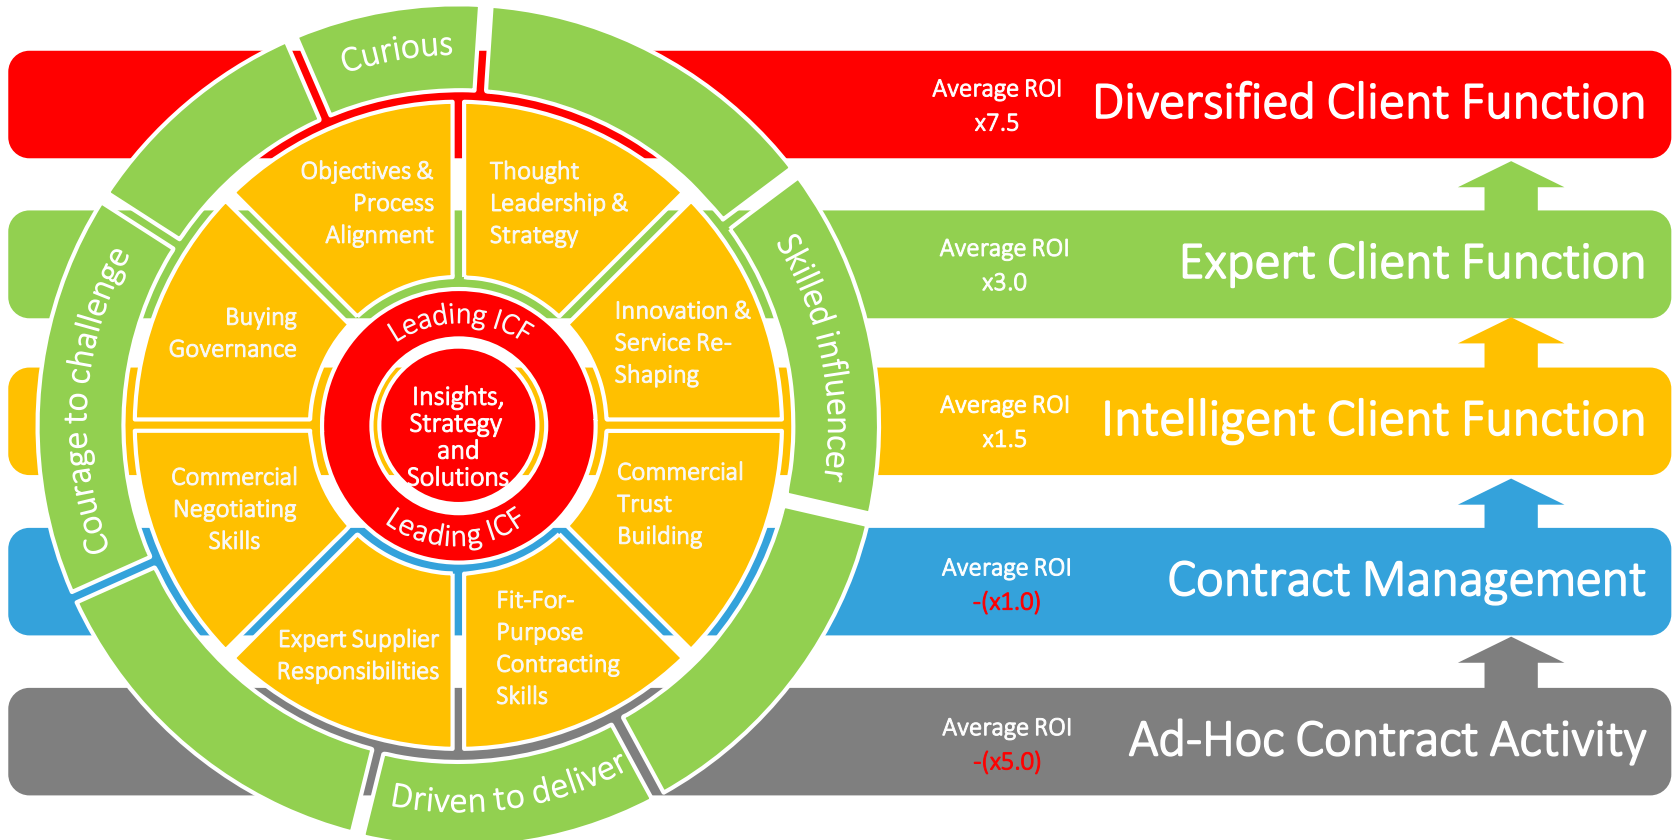 Curious
Skilled influencer
Driven to deliver
Courage to challenge
Objectives &
Process
Alignment
Thought
Leadership &
Strategy
Innovation &
Service Re-
Shaping
Commercial
Trust
Building
Fit-For-
Purpose
Contracting
Skills
Expert Supplier
Responsibilities
Commercial
Negotiating
Skills
Buying
Governance
Leading ICF
Insights,
Strategy
and
Solutions
Leading ICF
Average ROI
x7.5
Diversified Client Function
Average ROI
x3.0
Expert Client Function
Average ROI
x1.5
Intelligent Client Function
Average ROI
-(x1.0)
Contract Management
Average ROI
-(x5.0)
Ad-Hoc Contract Activity